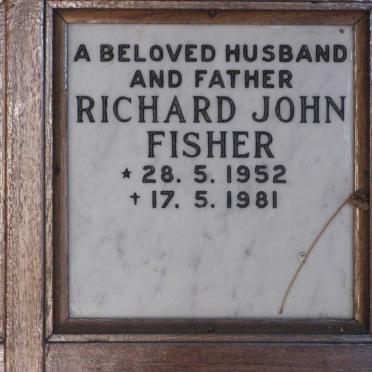 A BELOVED HUSBAND
AND FATHER
RICHARD JOHN
FISHER
* 28. 5. 1952
† 17. 5. 1981